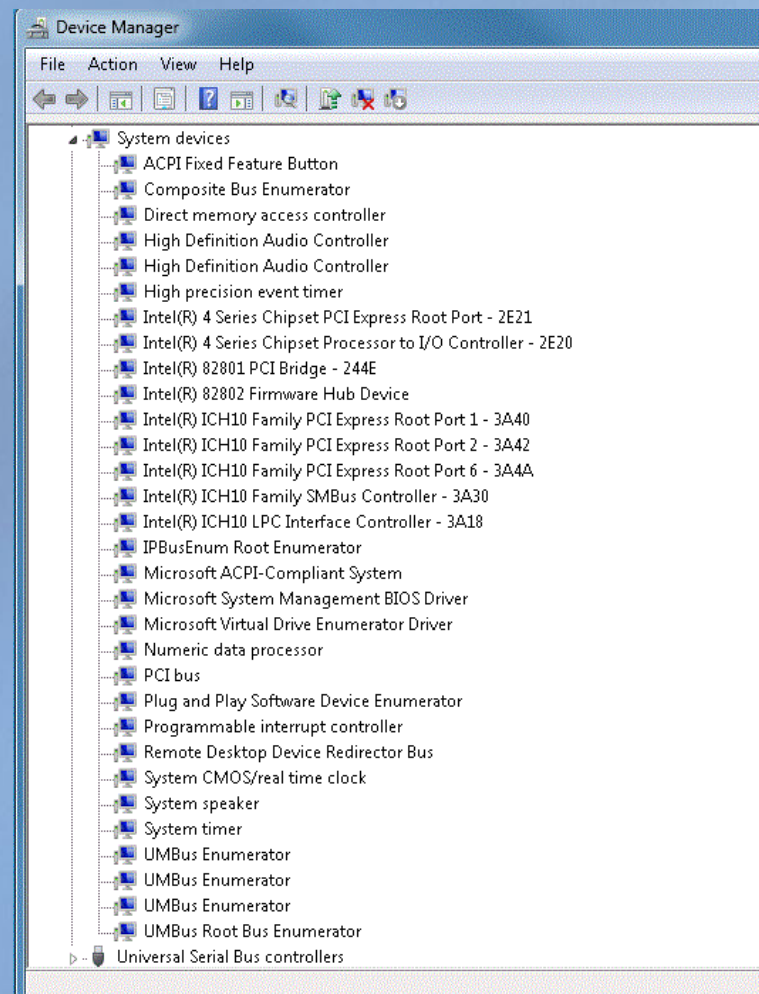 Device Manager
File Action View Help
System devices
ACPI Fixed Feature Button
Composite Bus Enumerator
Direct memory access controller
High Definition Audio Controller
High Definition Audio Controller
High precision event timer
Intel(R) 4 Series Chipset PCI Express Root Port - 2E21
Intel(R) 4 Series Chipset Processor to I/O Controller - 2E20
Intel(R) 82801 PCI Bridge - 244E
Intel(R) 82802 Firmware Hub Device
Intel(R) ICH10 Family PCI Express Root Port 1 - 3A40
Intel(R) ICH10 Family PCI Express Root Port 2 - 3A42
Intel(R) ICH10 Family PCI Express Root Port 6 - 3A4A
Intel(R) ICH10 Family SMBus Controller - 3A30
Intel(R) ICH10 LPC Interface Controller - 3A18
IPBusEnum Root Enumerator
Microsoft ACPI-Compliant System
Microsoft System Management BIOS Driver
Microsoft Virtual Drive Enumerator Driver
Numeric data processor
PCI bus
Plug and Play Software Device Enumerator
Programmable interrupt controller
Remote Desktop Device Redirector Bus
System CMOS/real time clock
System speaker
System timer
UMBus Enumerator
UMBus Enumerator
UMBus Enumerator
UMBus Root Bus Enumerator
Universal Serial Bus controllers